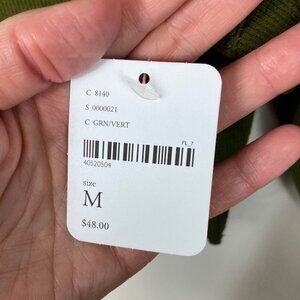 C 8140
S 0000021
C GRN/VERT
FL_7
40520504
size
M
$48.00